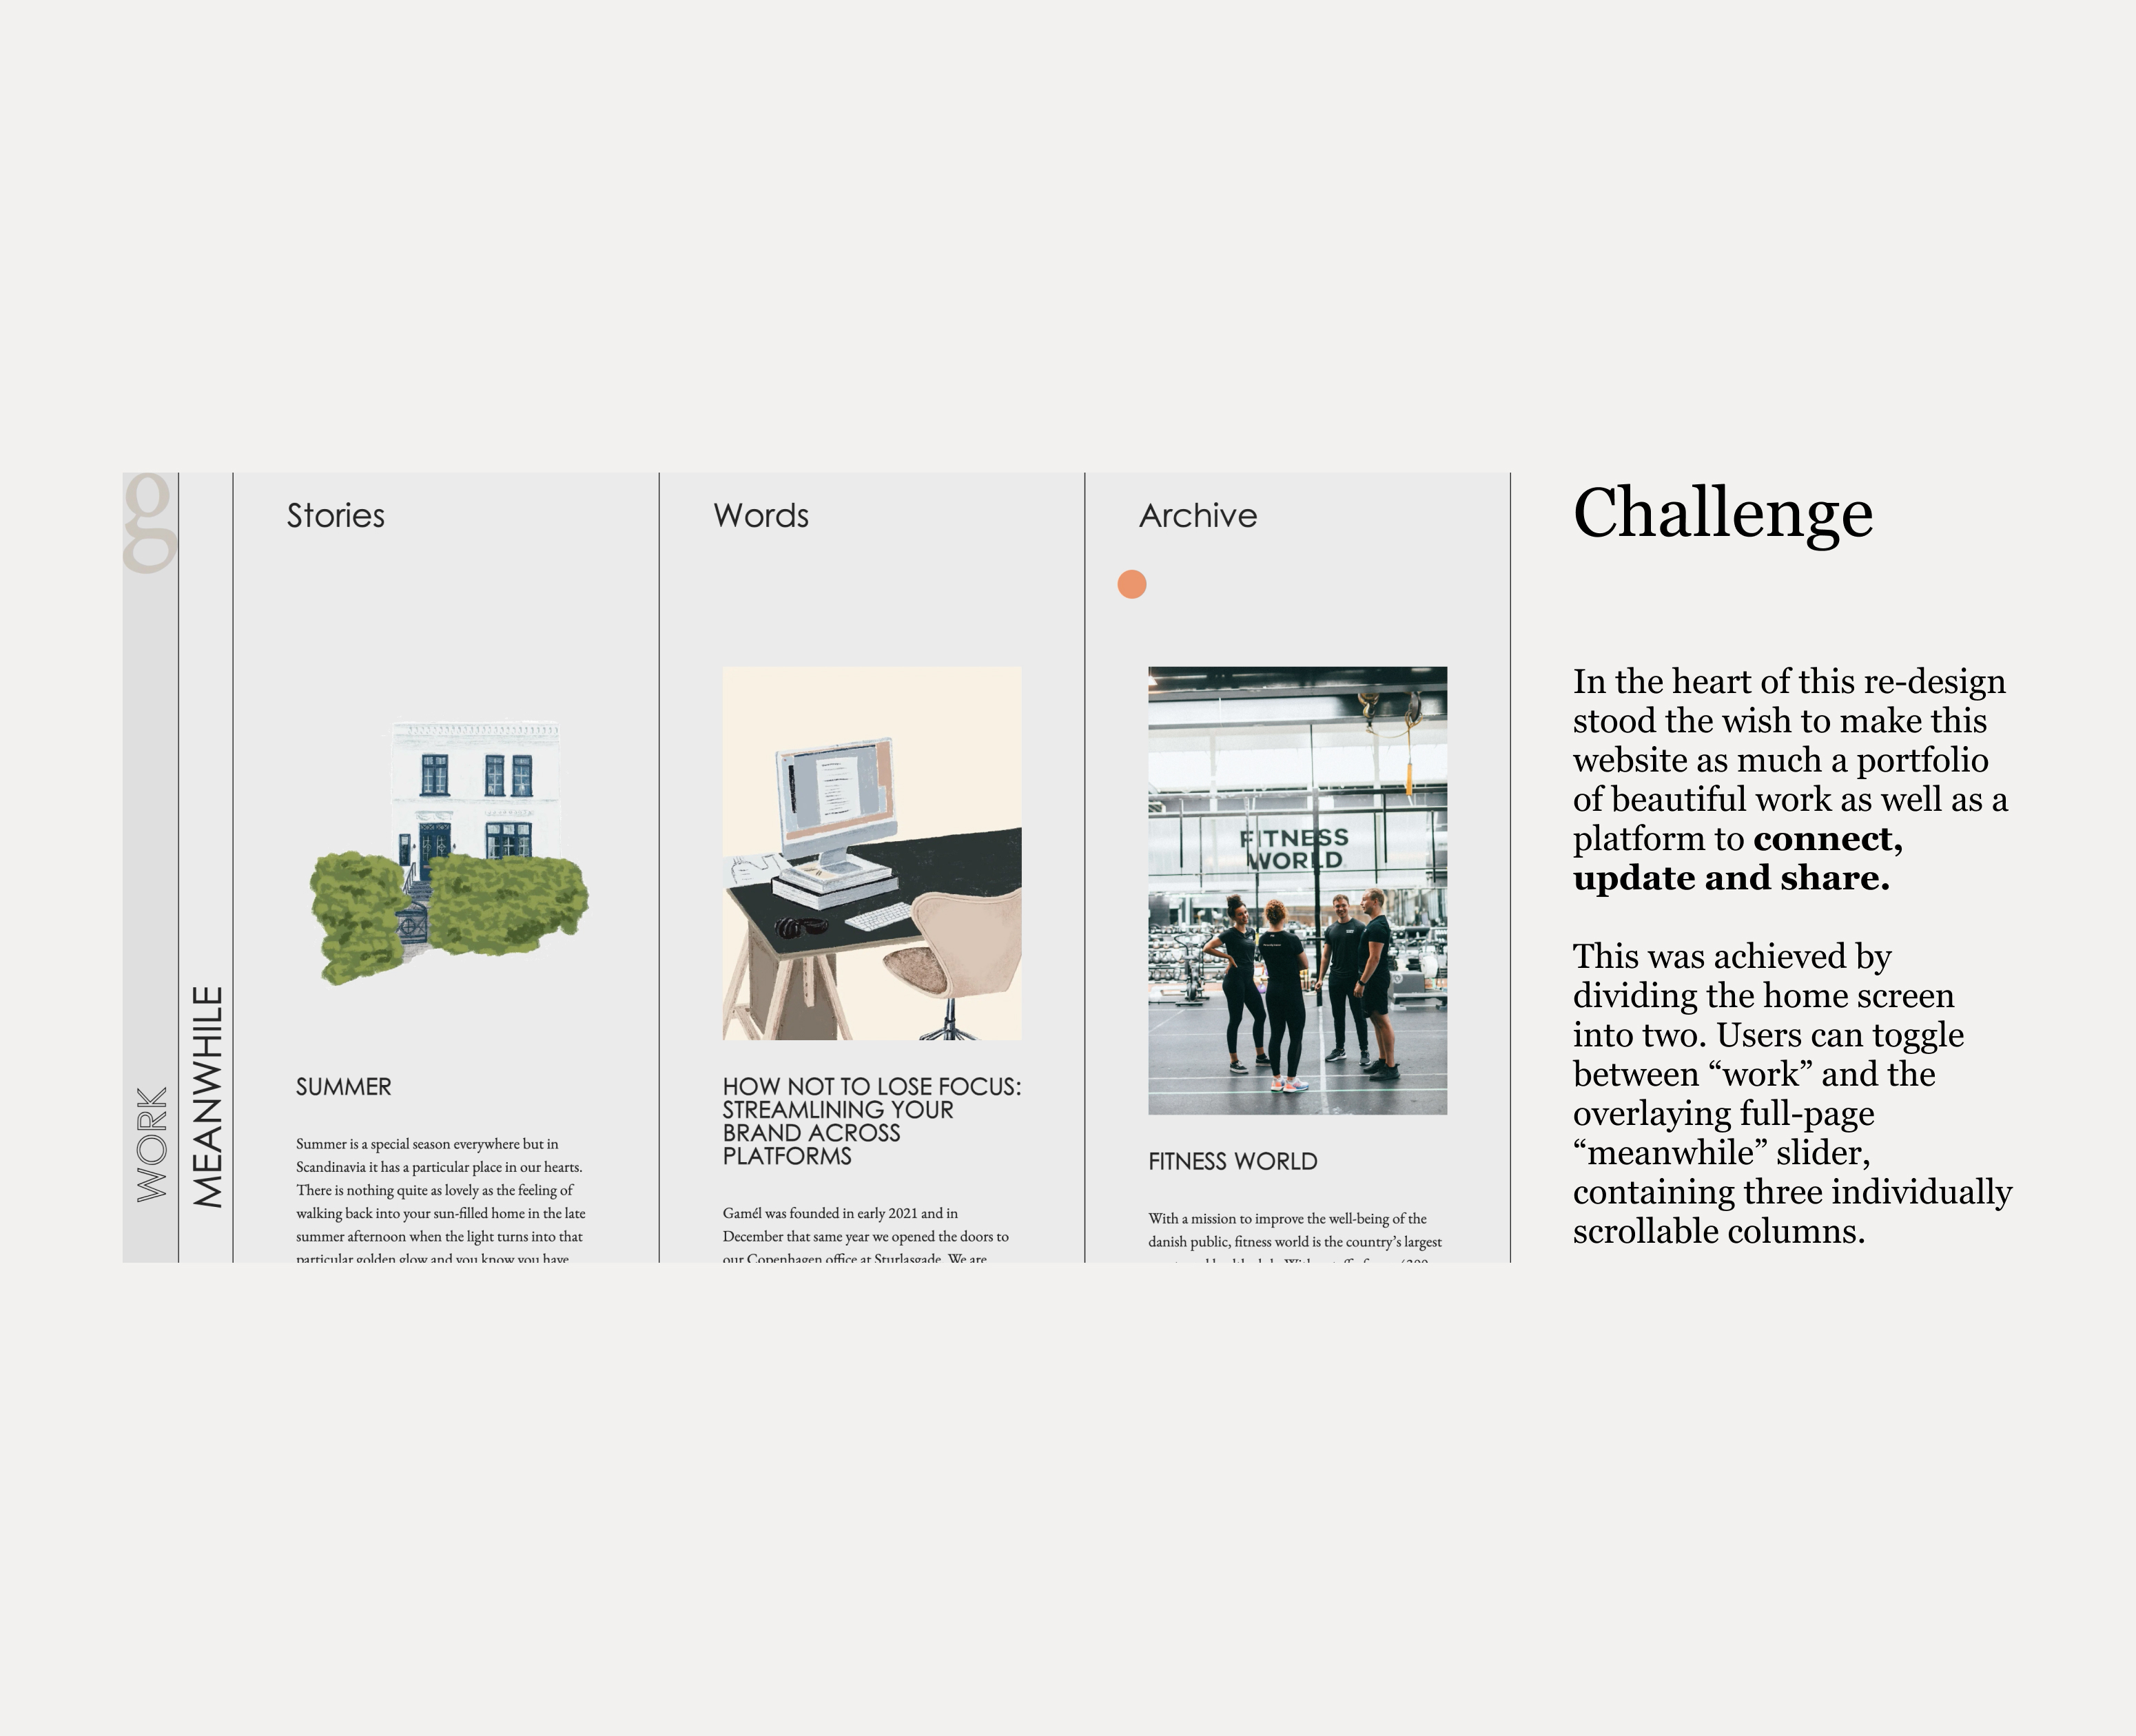 g
WORK
MEANWHILE
Stories
SUMMER
Summer is a special season everywhere but in
Scandinavia it has a particular place in our hearts.
There is nothing quite as lovely as the feeling of
walking back into your sun-filled home in the late
summer afternoon when the light turns into that
particular golden glow and you know you have
Words
HOW NOT TO LOSE FOCUS:
STREAMLINING YOUR
BRAND ACROSS
PLATFORMS
Gamél was founded in early 2021 and in
December that same year we opened the doors to
our Copenhagen office at Sturlasgade. We are
Archive
FITNESS
WORLD
FITNESS WORLD
With a mission to improve the well-being of the
danish public, fitness world is the country's largest
Challenge
In the heart of this re-design
stood the wish to make this
website as much a portfolio
of beautiful work as well as a
platform to connect,
update and share.
This was achieved by
dividing the home screen
into two. Users can toggle
between “work” and the
overlaying full-page
“meanwhile” slider,
containing three individually
scrollable columns.